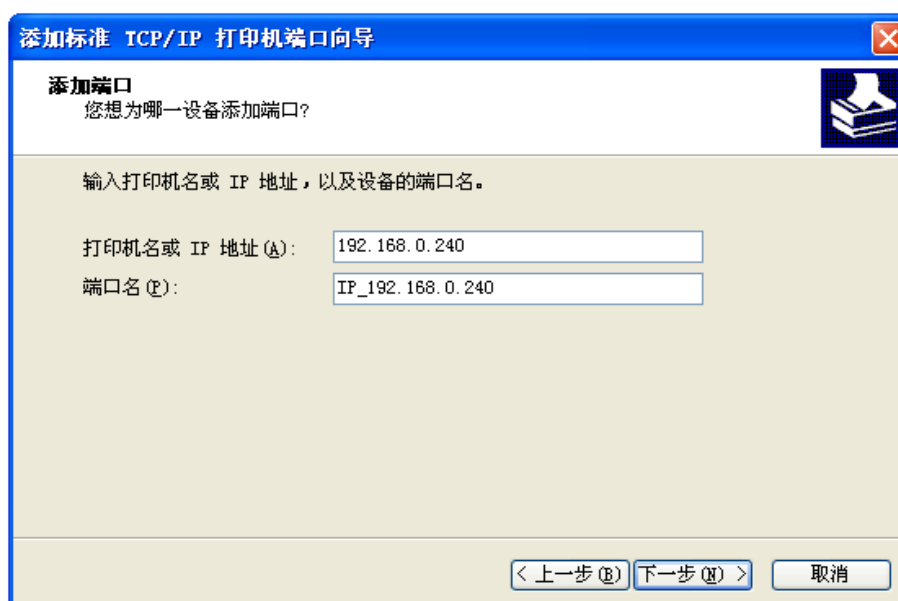 添加标准 TCP/IP 打印机端口向导
添加端口
您想为哪一设备添加端口?
输入打印机名或 IP 地址，以及设备的端口名。
打印机名或 IP 地址(A): 192.168.0.240
端口名(P): IP_192.168.0.240
< 上一步(B) 下一步(N) > 取消